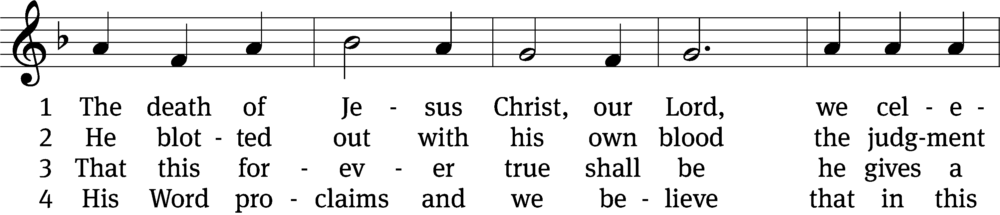 1 The death of Je - sus Christ, our Lord, we cel - e -
2 He blot - ted out with his own blood the judg-ment
3 That this for - ev - er true shall be he gives a
4 His Word pro - claims and we be - lieve that in this